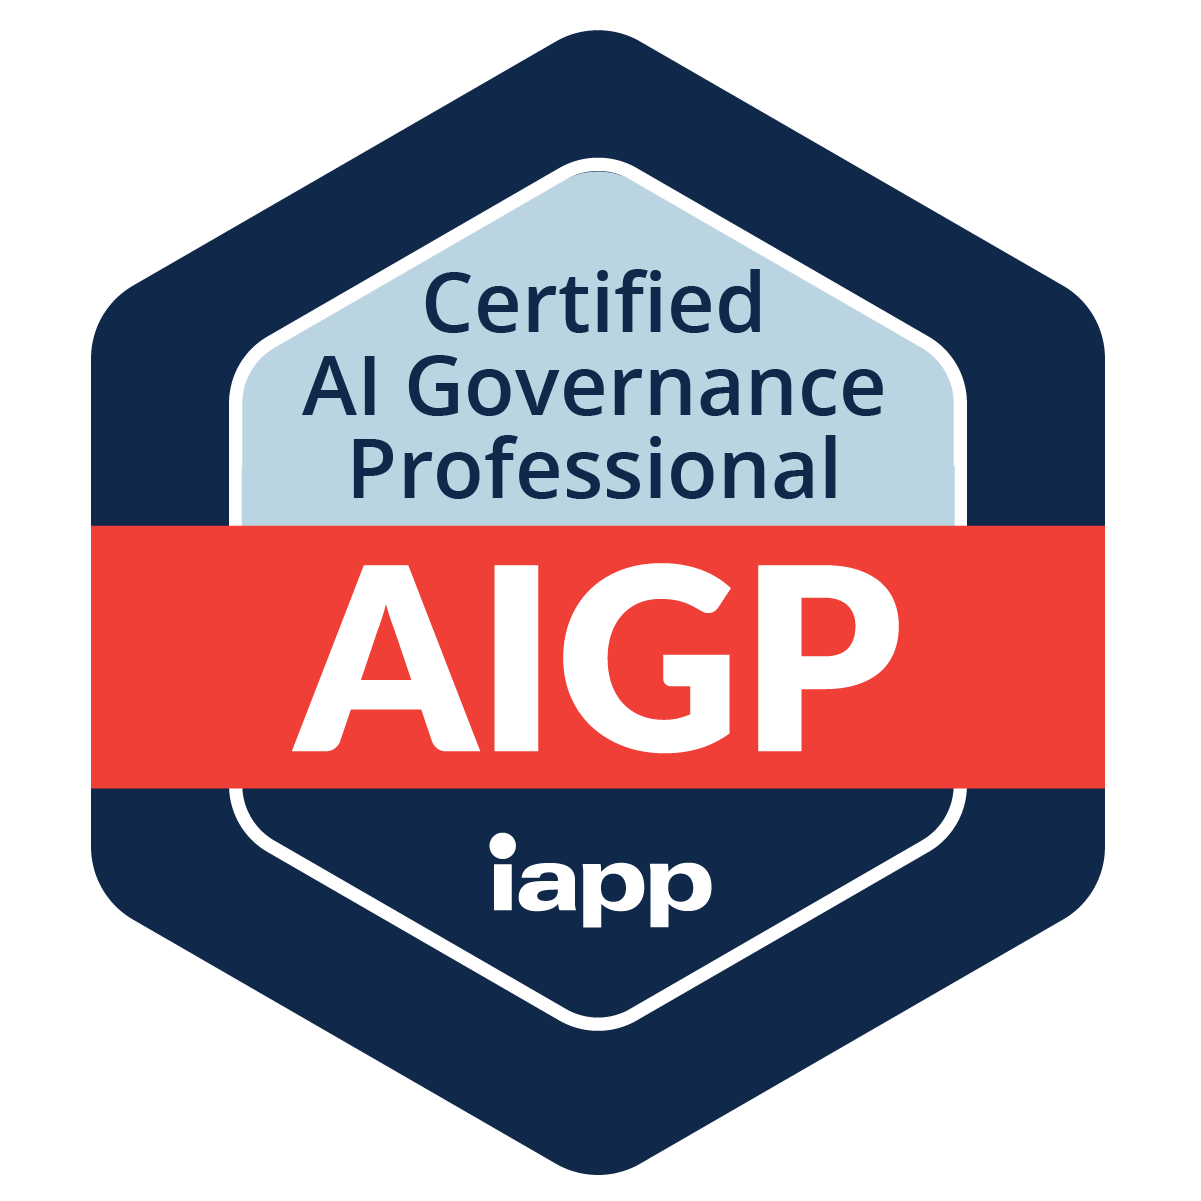 Certified
AI Governance
Professional
AIGP
iapp